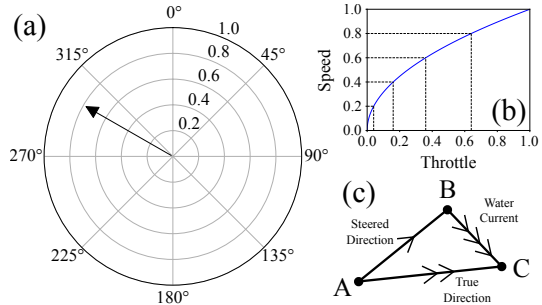 (a)
0°
45°
90°
135°
180°
225°
270°
315°
1.0
0.8
0.6
0.4
0.2
Speed
1.0
0.8
0.6
0.4
0.2
0.0
0.0 0.2 0.4 0.6 0.8 1.0
Throttle
(b)
(c)
B
Steered
Direction
Water
Current
A
C
True
Direction